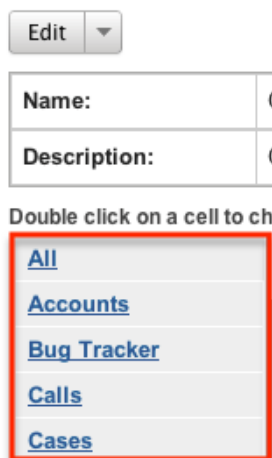 Edit
Name:
Description:
Double click on a cell to ch
All
Accounts
Bug Tracker
Calls
Cases